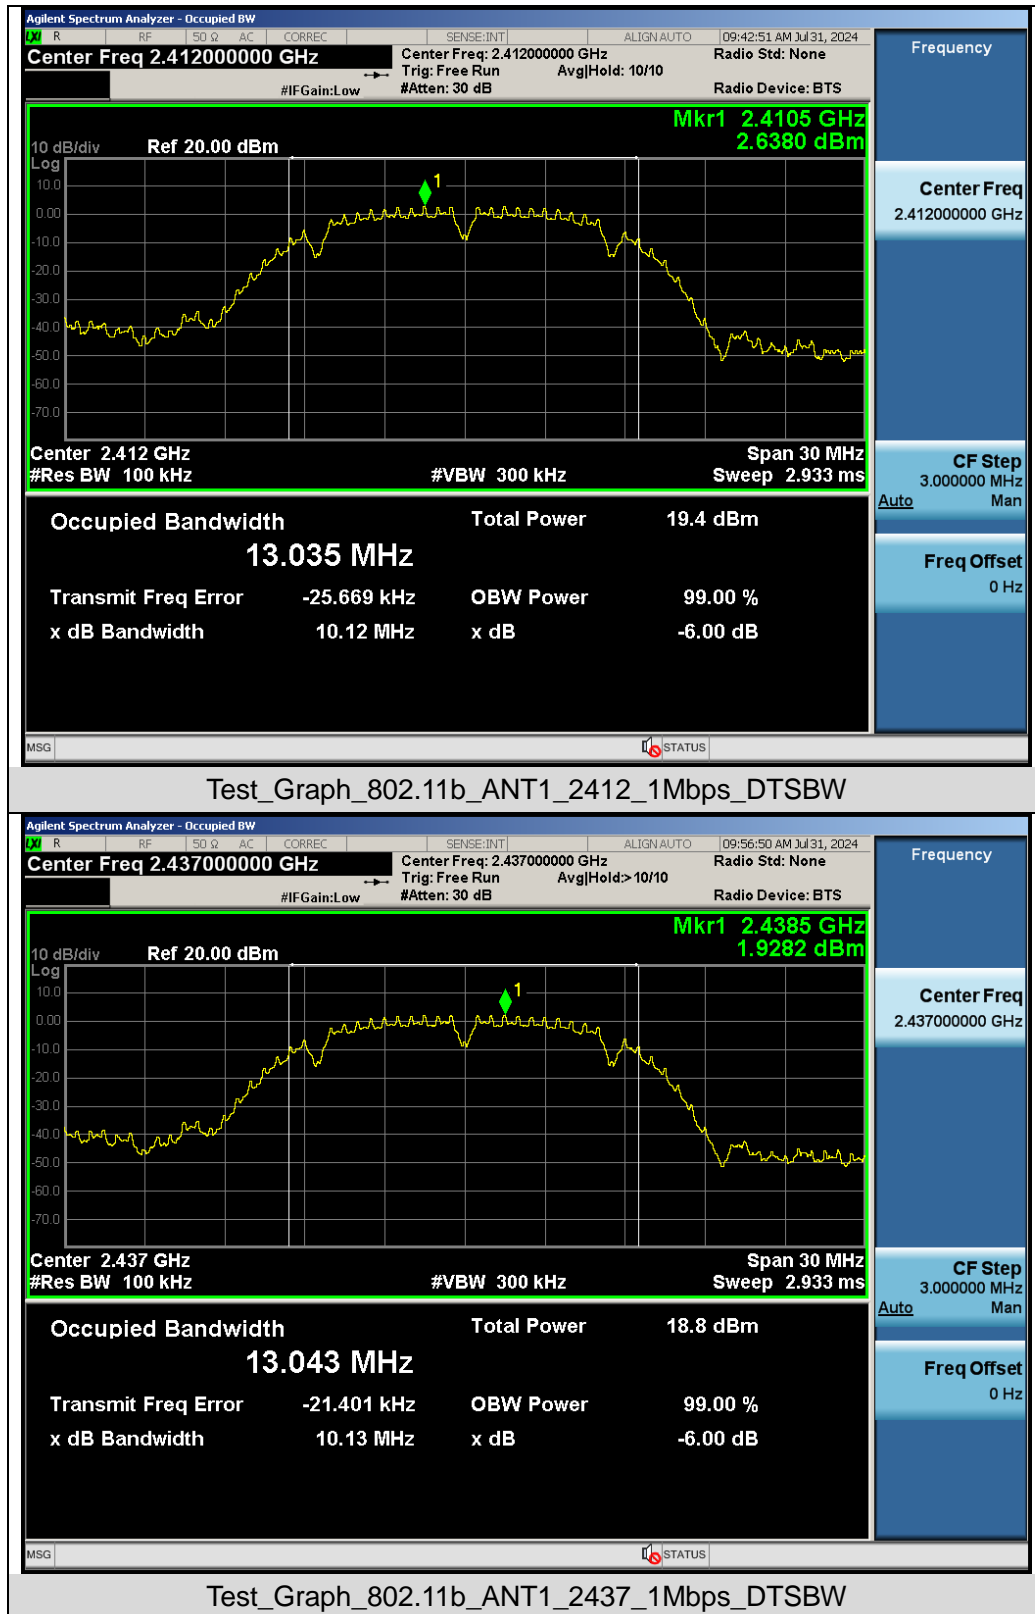 Agilent Spectrum Analyzer - Occupied BW
LXI R RF 50 Ω AC CORREC SENSE:INT ALIGN AUTO 09:42:51 AM Jul 31, 2024
Center Freq 2.412000000 GHz Center Freq: 2.412000000 GHz Radio Std: None
Trig: Free Run Avg|Hold: 10/10
#IFGain:Low #Atten: 30 dB Radio Device: BTS
Frequency
Mkr1 2.4105 GHz
2.6380 dBm
10 dB/div Ref 20.00 dBm
Log
10.0
1
0.00
-10.0
-20.0
-30.0
-40.0
-50.0
-60.0
-70.0
Center 2.412 GHz Span 30 MHz
#Res BW 100 kHz #VBW 300 kHz Sweep 2.933 ms
Center Freq
2.412000000 GHz
CF Step
3.000000 MHz
Auto Man
Freq Offset
0 Hz
Occupied Bandwidth Total Power 19.4 dBm
13.035 MHz
Transmit Freq Error -25.669 kHz OBW Power 99.00 %
x dB Bandwidth 10.12 MHz x dB -6.00 dB
MSG STATUS
Test_Graph_802.11b_ANT1_2412_1Mbps_DTSBW
Agilent Spectrum Analyzer - Occupied BW
LXI R RF 50 Ω AC CORREC SENSE:INT ALIGN AUTO 09:56:50 AM Jul 31, 2024
Center Freq 2.437000000 GHz Center Freq: 2.437000000 GHz Radio Std: None
Trig: Free Run Avg|Hold:>10/10
#IFGain:Low #Atten: 30 dB Radio Device: BTS
Frequency
Mkr1 2.4385 GHz
1.9282 dBm
10 dB/div Ref 20.00 dBm
Log
10.0
1
0.00
-10.0
-20.0
-30.0
-40.0
-50.0
-60.0
-70.0
Center 2.437 GHz Span 30 MHz
#Res BW 100 kHz #VBW 300 kHz Sweep 2.933 ms
Center Freq
2.437000000 GHz
CF Step
3.000000 MHz
Auto Man
Freq Offset
0 Hz
Occupied Bandwidth Total Power 18.8 dBm
13.043 MHz
Transmit Freq Error -21.401 kHz OBW Power 99.00 %
x dB Bandwidth 10.13 MHz x dB -6.00 dB
MSG STATUS
Test_Graph_802.11b_ANT1_2437_1Mbps_DTSBW